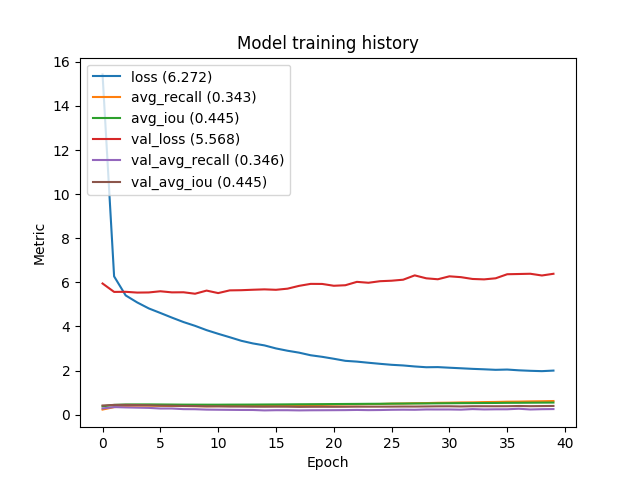 Model training history
16
14
12
10
8
6
4
2
0
Metric
loss (6.272)
avg_recall (0.343)
avg_iou (0.445)
val_loss (5.568)
val_avg_recall (0.346)
val_avg_iou (0.445)
0
5
10
15
20
25
30
35
40
Epoch